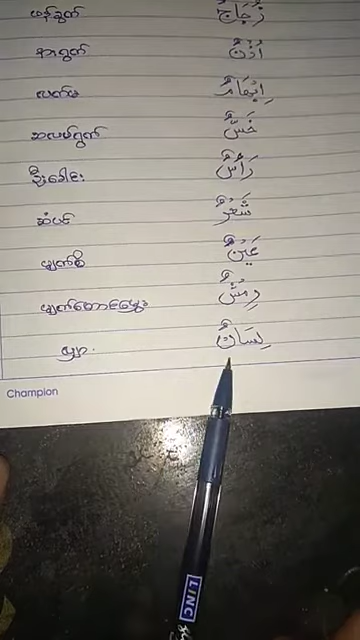 ဖန်ခွက် زُجَاجٌ
နားရွက် اُذُنٌ
လက်မ اِبْهَامٌ
ဆလပ်ရွက် خَسٌّ
ဦးခေါင်း رَأْسٌ
ဆံပင် شَعْرٌ
မျက်စိ عَيْنٌ
မျက်တောင်မွှေး رِمْشٌ
လျှာ لِسَانٌ
Champion
LINC